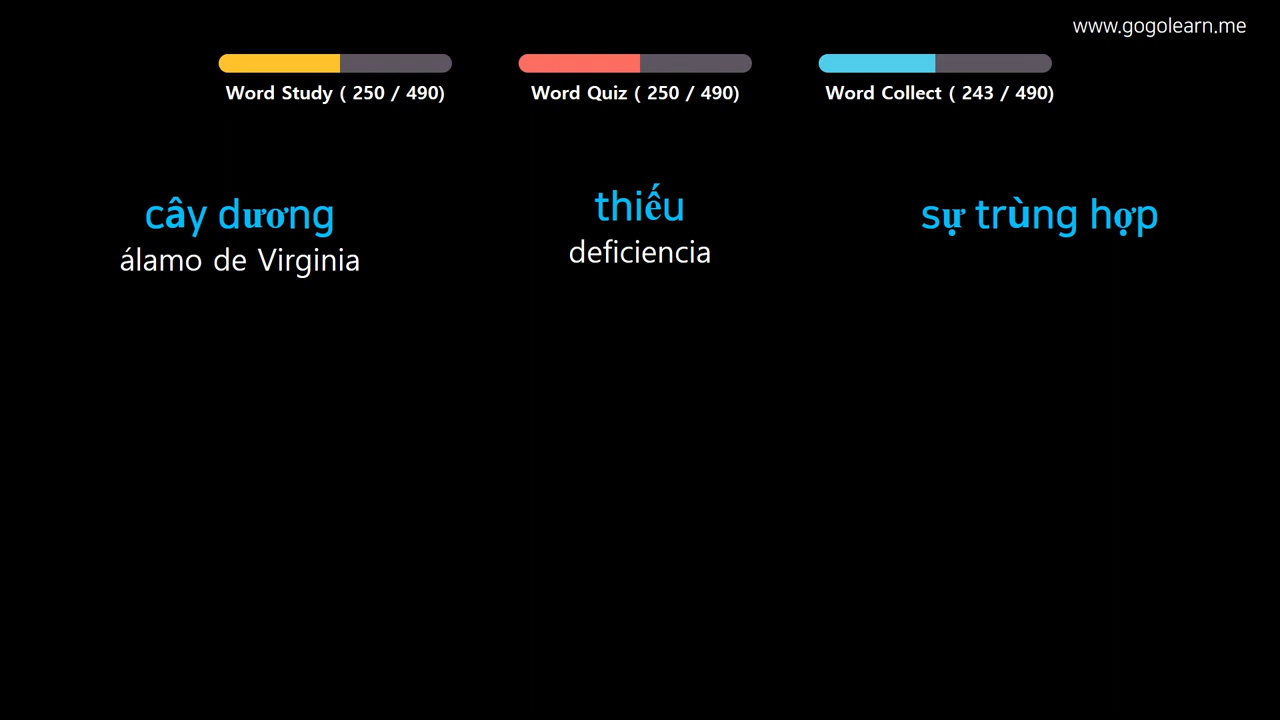 www.gogolearn.me
Word Study ( 250 / 490)
Word Quiz ( 250 / 490)
Word Collect ( 243 / 490)
cây dương
álamo de Virginia
thiếu
deficiencia
sự trùng hợp